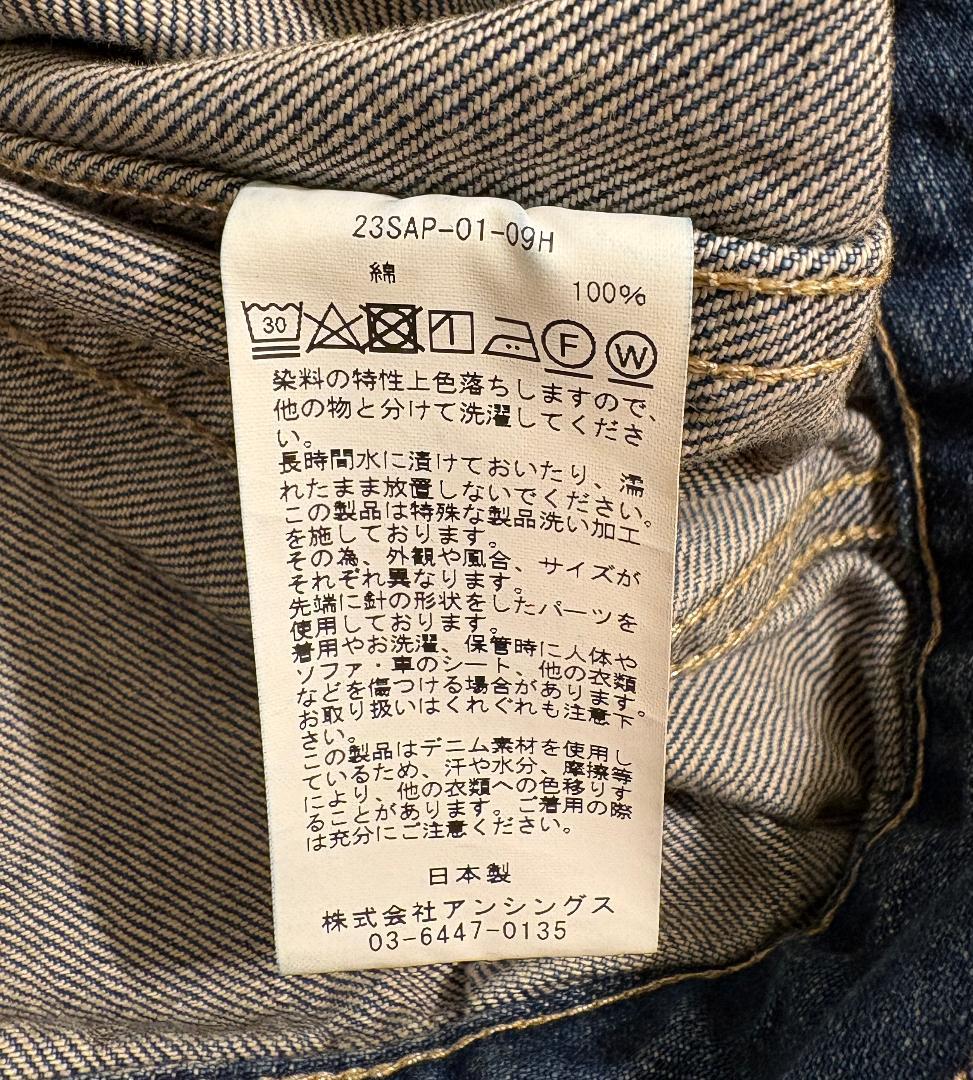 23SAP-01-09H
綿 100%
30 F W
染料の特性上色落ちしますので、
他の物と分けて洗濯してくださ
い。
長時間水に漬けておいたり、濡
れたまま放置しないでください。
この製品は特殊な製品洗い加工
を施しております。
その為、外観や風合、サイズが
それぞれ異なります。
先端に針の形状をしたパーツを
使用しております。
着用やお洗濯、保管時に人体や
ソファ・車のシート、他の衣類
などを傷つける場合があります。
お取り扱いはくれぐれも注意下
さい。
この製品はデニム素材を使用し
ているため、汗や水分、摩擦等
により、他の衣類への色移りす
ることがあります。ご着用の際
は充分にご注意ください。
日本製
株式会社アンシングス
03-6447-0135